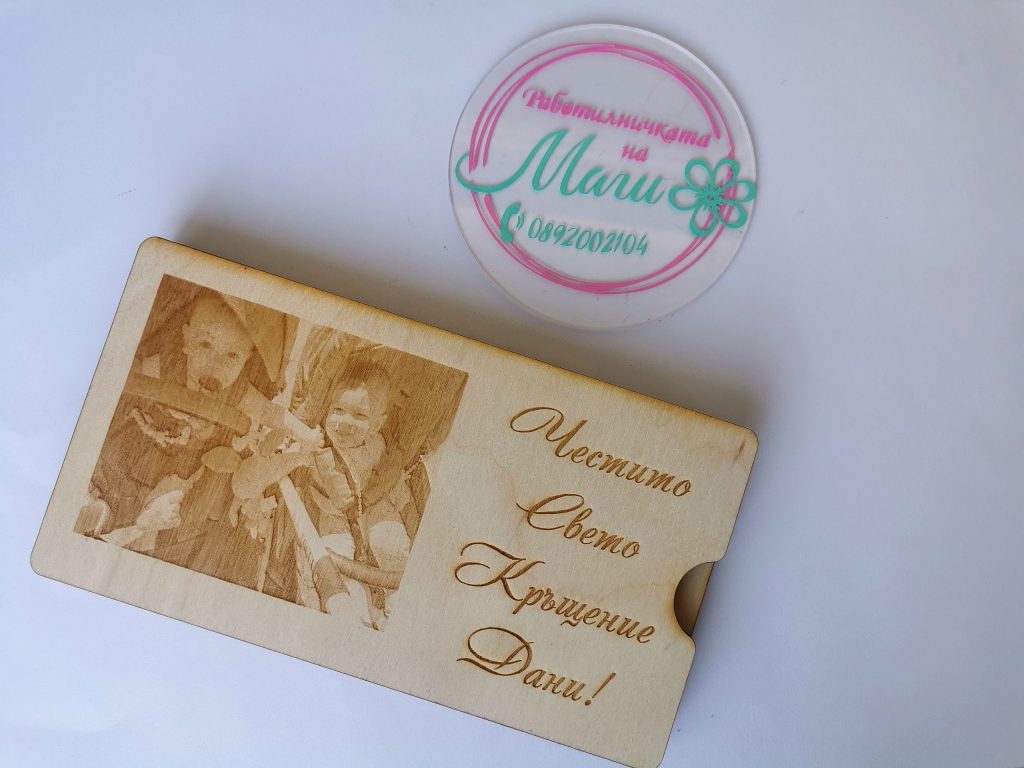 Работилничката
на
Маги
0892002104
Честито
Свето
Кръщение
Дани!